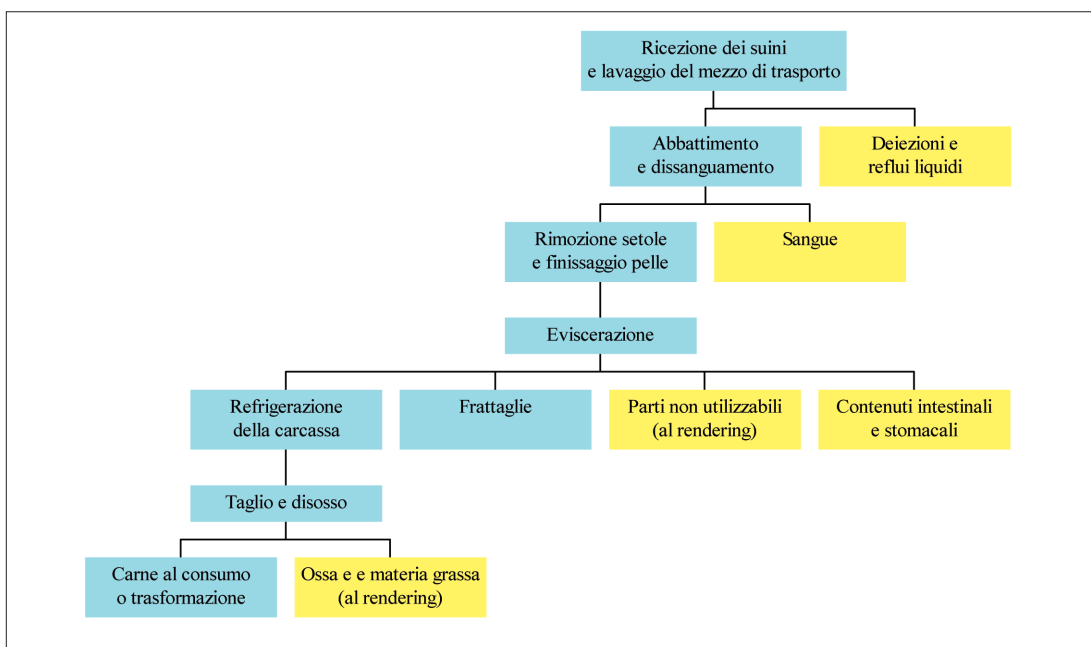 Ricezione dei suini
e lavaggio del mezzo di trasporto
Abbattimento
e dissanguamento
Deiezioni e
reflui liquidi
Rimozione setole
e finissaggio pelle
Sangue
Eviscerazione
Refrigerazione
della carcassa
Frattaglie
Parti non utilizzabili
(al rendering)
Contenuti intestinali
e stomacali
Taglio e disosso
Carne al consumo
o trasformazione
Ossa e e materia grassa
(al rendering)